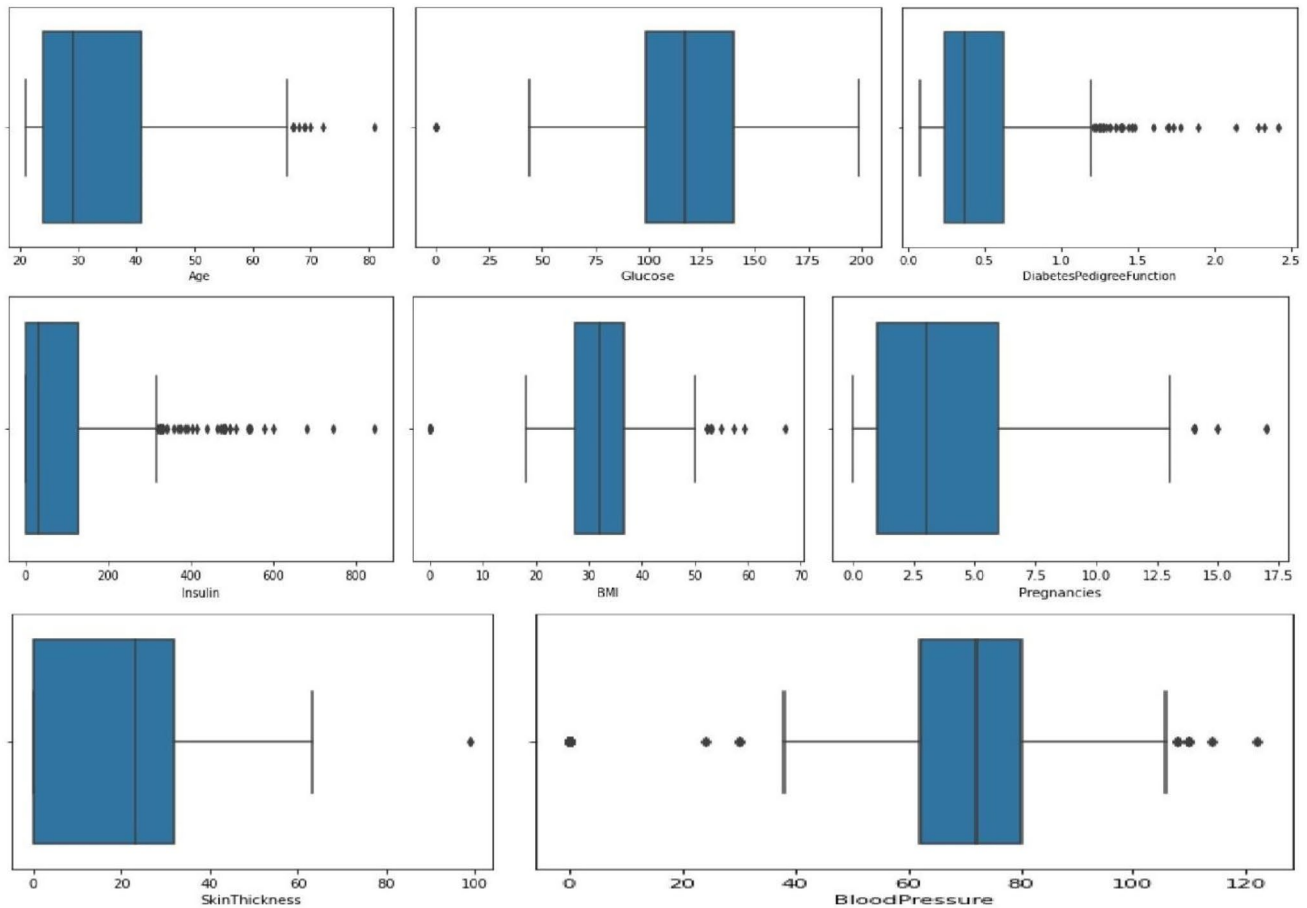 20 30 40 50 60 70 80
Age
0 25 50 75 100 125 150 175 200
Glucose
0.0 0.5 1.0 1.5 2.0 2.5
DiabetesPedigreeFunction
0 200 400 600 800
Insulin
0 10 20 30 40 50 60 70
BMI
0.0 2.5 5.0 7.5 10.0 12.5 15.0 17.5
Pregnancies
0 20 40 60 80 100
SkinThickness
0 20 40 60 80 100 120
BloodPressure